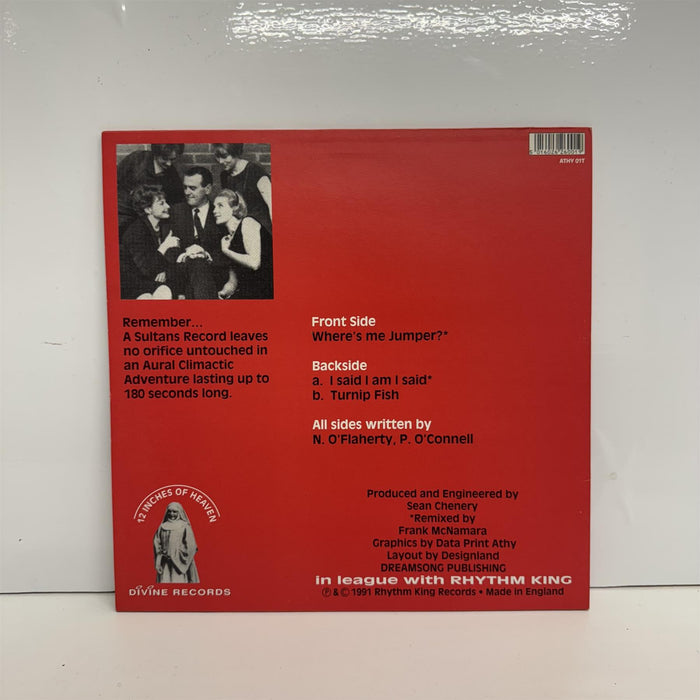 ATHY 01T
Remember...
A Sultans Record leaves
no orifice untouched in
an Aural Climactic
Adventure lasting up to
180 seconds long.
Front Side
Where's me Jumper?*
Backside
a. I said I am I said*
b. Turnip Fish
All sides written by
N. O'Flaherty, P. O'Connell
12 INCHES OF HEAVEN
DIVINE RECORDS
Produced and Engineered by
Sean Chenery
*Remixed by
Frank McNamara
Graphics by Data Print Athy
Layout by Designland
DREAMSONG PUBLISHING
in league with RHYTHM KING
℗ & © 1991 Rhythm King Records • Made in England